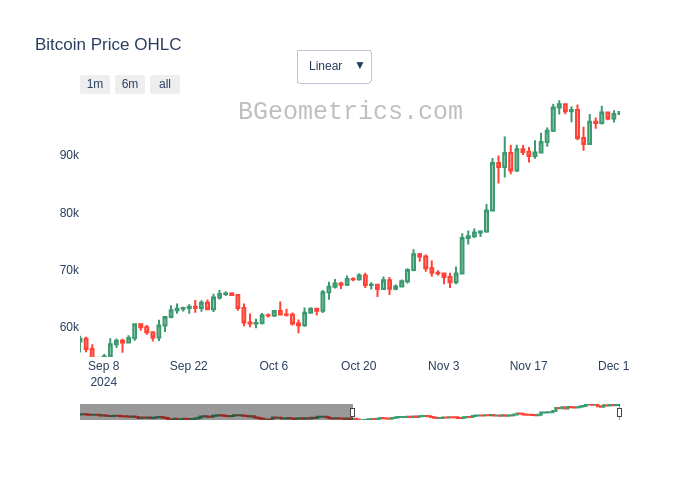 Bitcoin Price OHLC
Linear ▼
1m 6m all
BGeometrics.com
90k
80k
70k
60k
Sep 8 Sep 22 Oct 6 Oct 20 Nov 3 Nov 17 Dec 1
2024